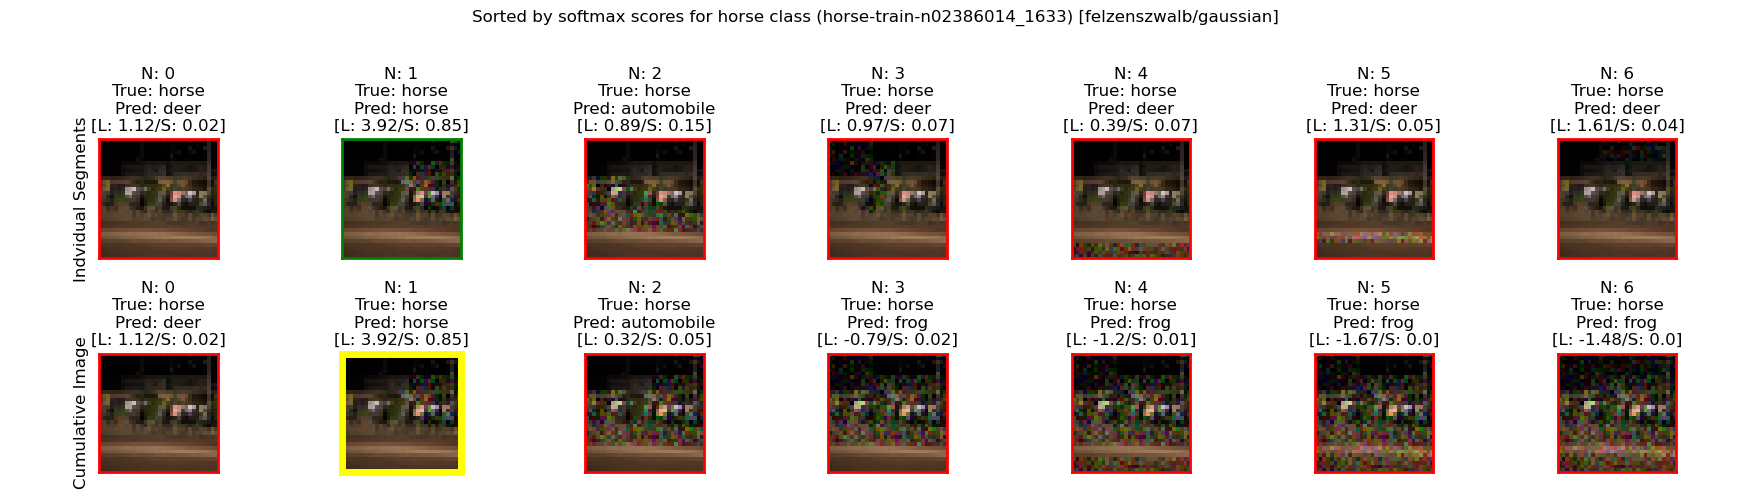 Sorted by softmax scores for horse class (horse-train-n02386014_1633) [felzenszwalb/gaussian]
Indvidual Segments
N: 0
True: horse
Pred: deer
[L: 1.12/S: 0.02]
N: 1
True: horse
Pred: horse
[L: 3.92/S: 0.85]
N: 2
True: horse
Pred: automobile
[L: 0.89/S: 0.15]
N: 3
True: horse
Pred: deer
[L: 0.97/S: 0.07]
N: 4
True: horse
Pred: deer
[L: 0.39/S: 0.07]
N: 5
True: horse
Pred: deer
[L: 1.31/S: 0.05]
N: 6
True: horse
Pred: deer
[L: 1.61/S: 0.04]
Cumulative Image
N: 0
True: horse
Pred: deer
[L: 1.12/S: 0.02]
N: 1
True: horse
Pred: horse
[L: 3.92/S: 0.85]
N: 2
True: horse
Pred: automobile
[L: 0.32/S: 0.05]
N: 3
True: horse
Pred: frog
[L: -0.79/S: 0.02]
N: 4
True: horse
Pred: frog
[L: -1.2/S: 0.01]
N: 5
True: horse
Pred: frog
[L: -1.67/S: 0.0]
N: 6
True: horse
Pred: frog
[L: -1.48/S: 0.0]